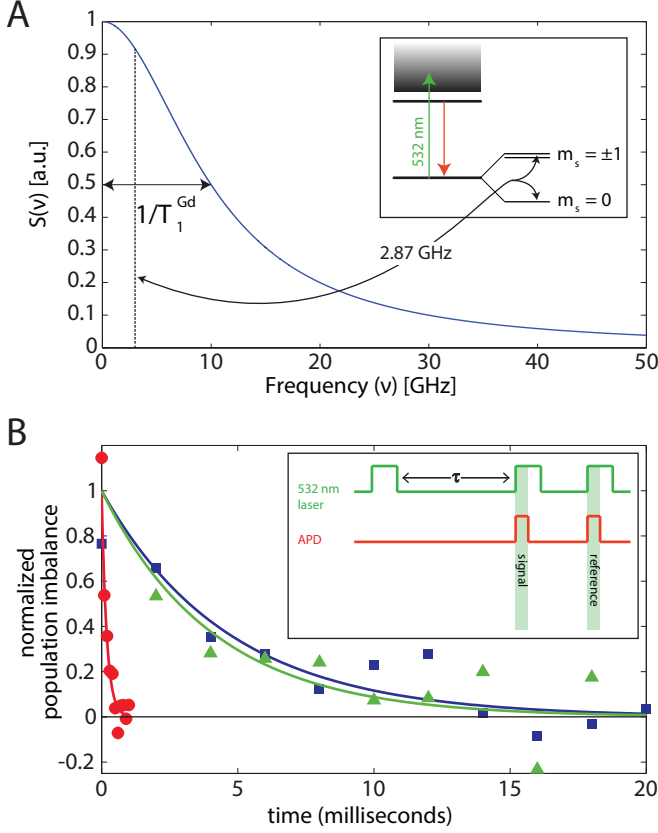 A
1
0.9
0.8
0.7
0.6
0.5
0.4
0.3
0.2
0.1
0
S(ν) [a.u.]
1/T₁ᴳᵈ
532 nm
mₛ = ±1
mₛ = 0
2.87 GHz
0 10 20 30 40 50
Frequency (ν) [GHz]
B
1
0.8
0.6
0.4
0.2
0
-0.2
normalized
population imbalance
532 nm
laser
τ
APD
signal
reference
0 5 10 15 20
time (milliseconds)